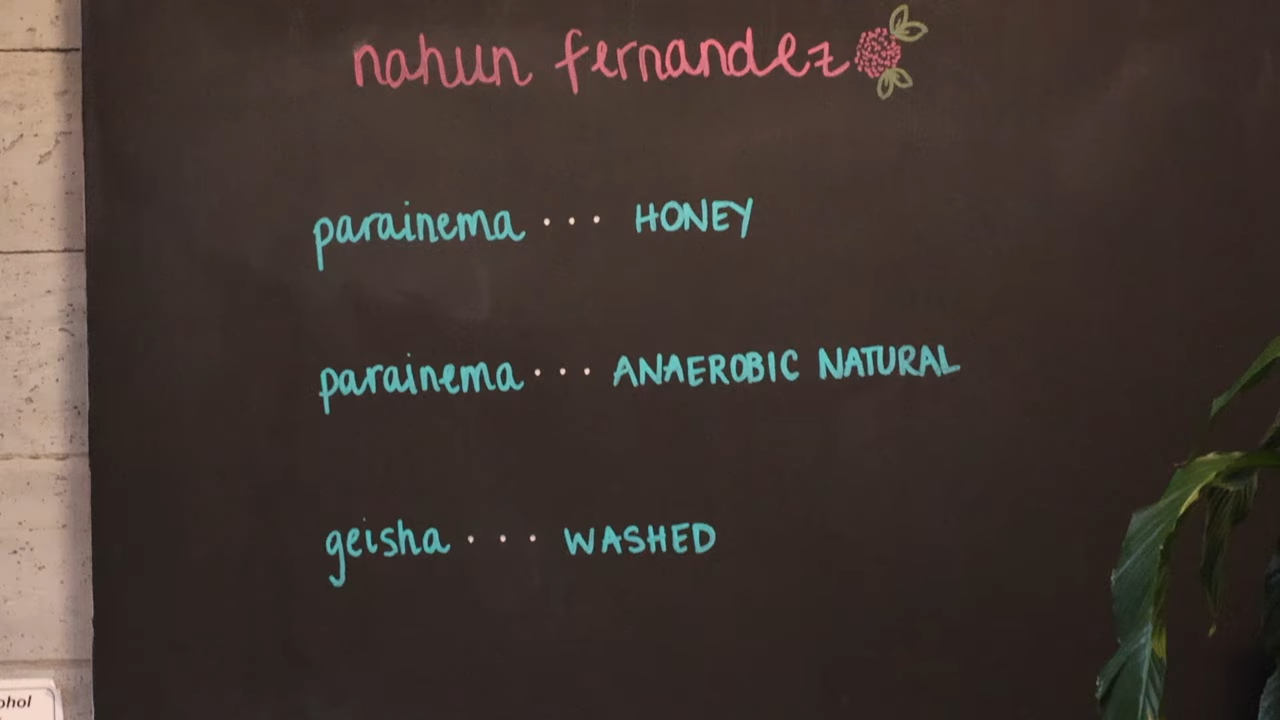 nahun fernandez
parainema ... HONEY
parainema ... ANAEROBIC NATURAL
geisha ... WASHED